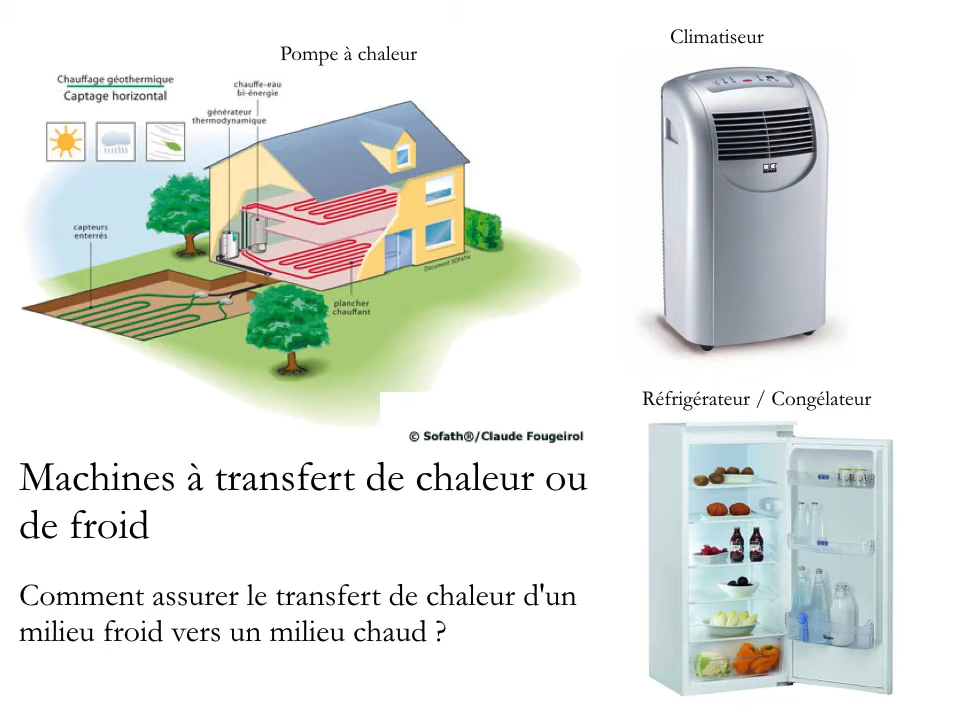 Pompe à chaleur
Climatiseur
Chauffage géothermique
Captage horizontal
chauffe-eau
bi-énergie
générateur
thermodynamique
capteurs
enterrés
plancher
chauffant
Document SOFATH
© Sofath®/Claude Fougeirol
Réfrigérateur / Congélateur
Machines à transfert de chaleur ou
de froid
Comment assurer le transfert de chaleur d'un
milieu froid vers un milieu chaud ?